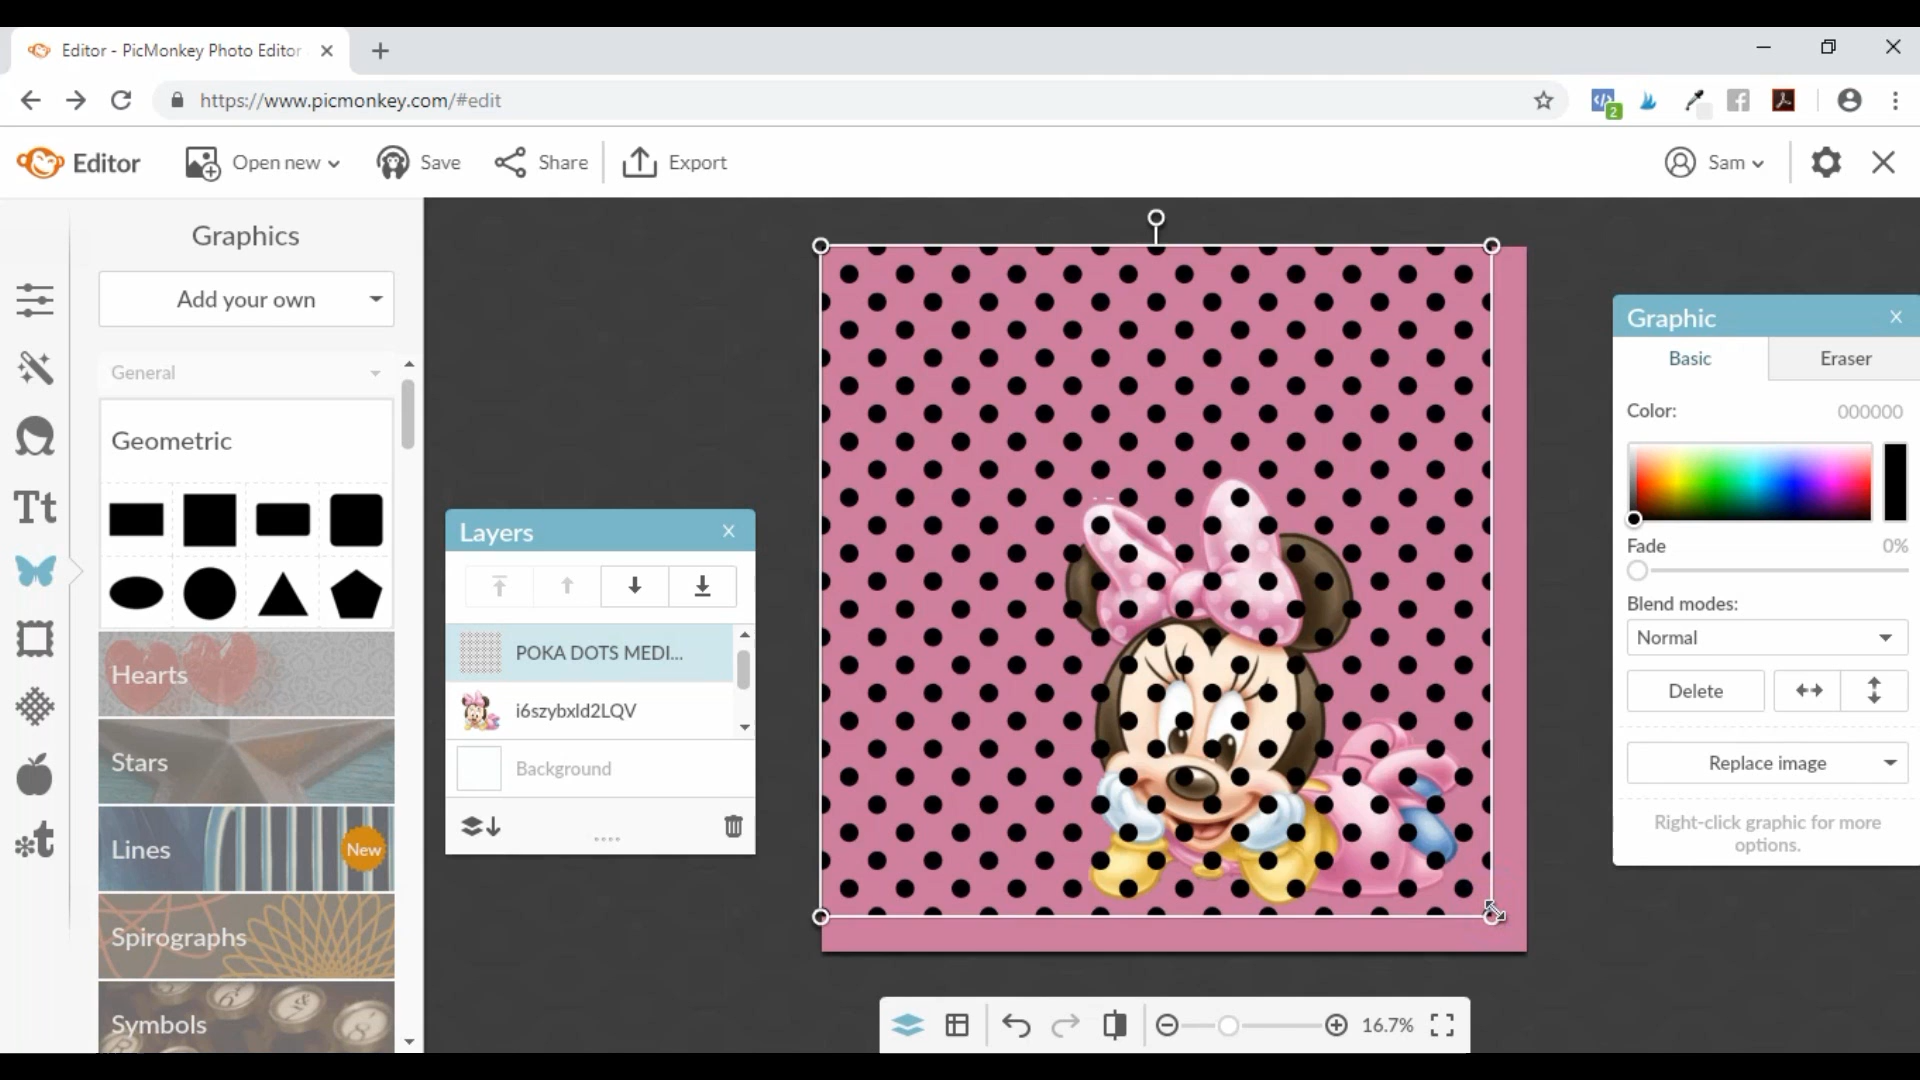 Editor - PicMonkey Photo Editor
https://www.picmonkey.com/#edit
2
Editor
Open new
Save
Share
Export
Sam
Graphics
Add your own
General
Geometric
Hearts
Stars
Lines
New
Spirographs
Symbols
Tt
t
Layers
POKA DOTS MEDI...
i6szybxld2LQV
Background
Graphic
Basic
Eraser
Color:
000000
Fade
0%
Blend modes:
Normal
Delete
Replace image
Right-click graphic for more
options.
16.7%